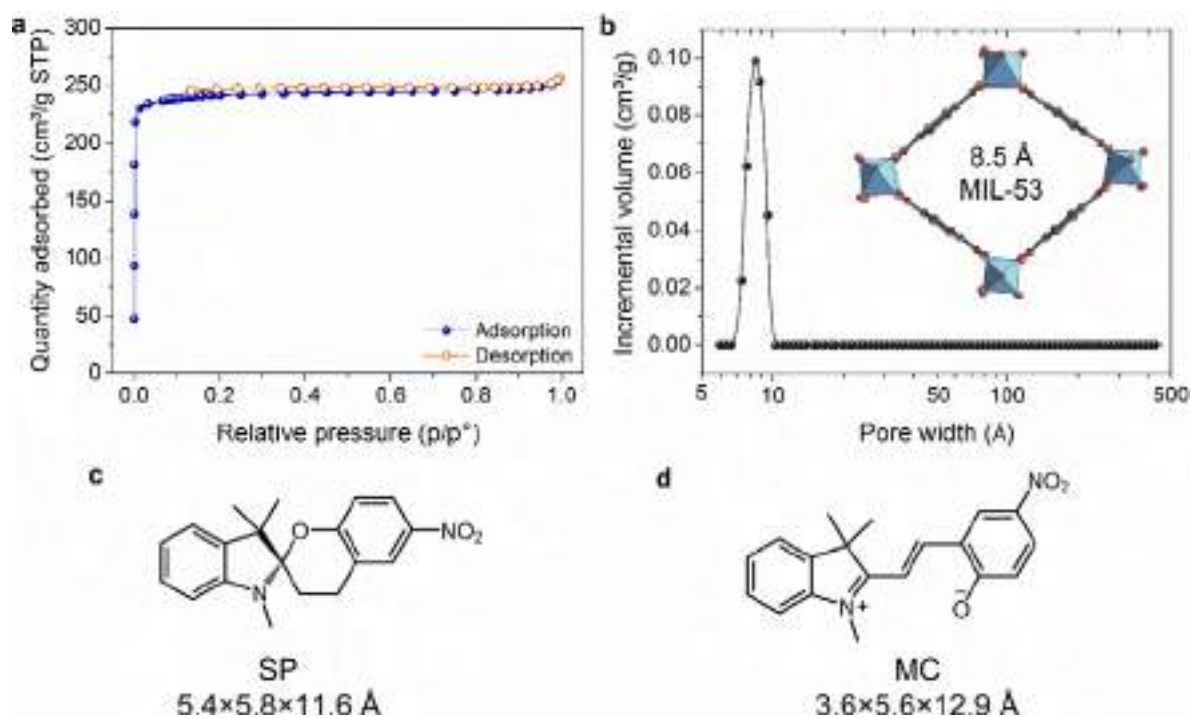 a
300
250
200
150
100
50
0
Quantity adsorbed (cm³/g STP)
Adsorption
Desorption
0.0 0.2 0.4 0.6 0.8 1.0
Relative pressure (p/p°)
b
0.10
0.08
0.06
0.04
0.02
0.00
Incremental volume (cm³/g)
8.5 Å
MIL-53
5 10 50 100 500
Pore width (Å)
c
O
NO₂
N
SP
5.4×5.8×11.6 Å
d
NO₂
N+
O-
MC
3.6×5.6×12.9 Å